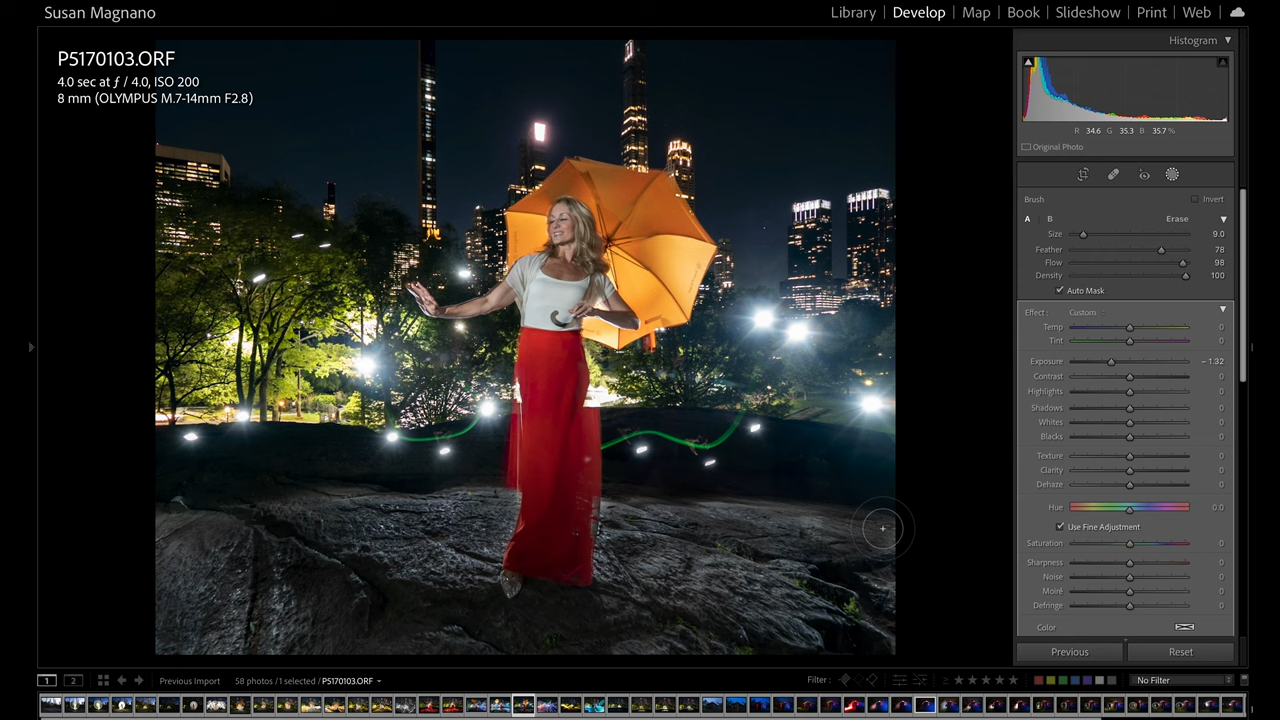 Susan Magnano
Library | Develop | Map | Book | Slideshow | Print | Web
P5170103.ORF
4.0 sec at ƒ / 4.0, ISO 200
8 mm (OLYMPUS M.7-14mm F2.8)
Histogram
R 34.6 G 35.3 B 35.7 %
Original Photo
Brush Invert
A B Erase
Size 9.0
Feather 78
Flow 98
Density 100
Auto Mask
Effect : Custom
Temp 0
Tint 0
Exposure – 1.32
Contrast 0
Highlights 0
Shadows 0
Whites 0
Blacks 0
Texture 0
Clarity 0
Dehaze 0
Hue 0.0
Use Fine Adjustment
Saturation 0
Sharpness 0
Noise 0
Moiré 0
Defringe 0
Color
Previous Reset
1 2 Previous Import 58 photos / 1 selected / P5170103.ORF Filter : ≥ ★ ★ ★ ★ ★ No Filter